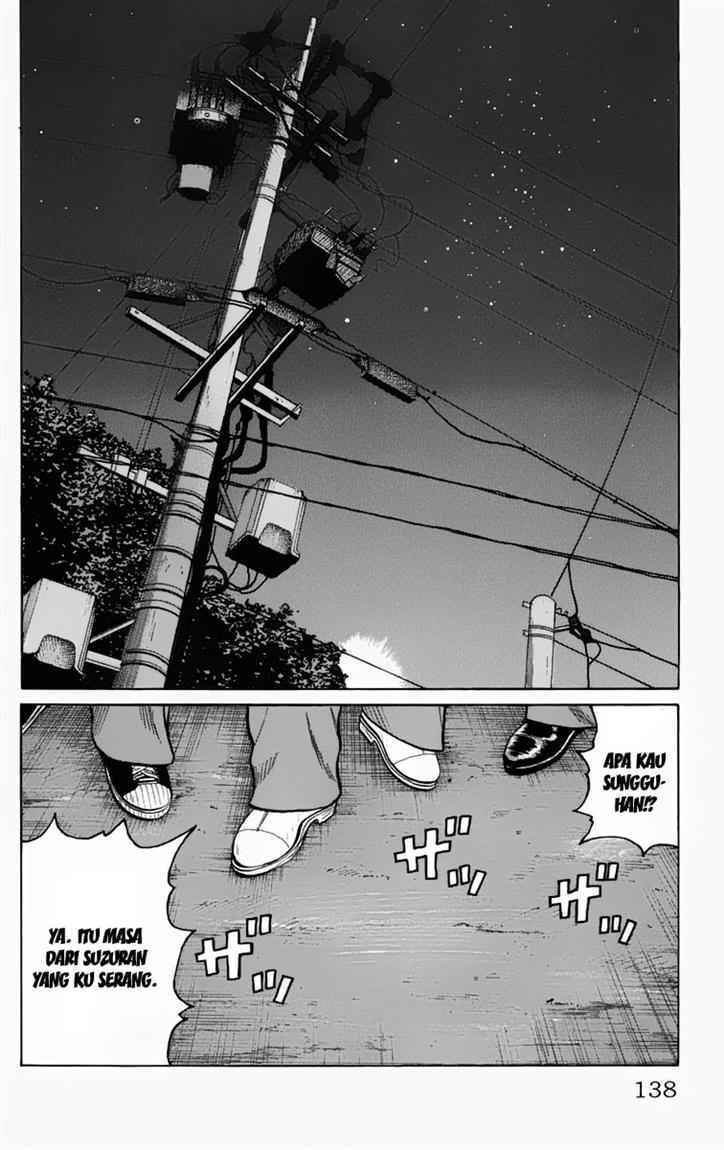 APA KAU
SUNGGU-
HAN!?
ザッ
ザッ
ザッ
YA. ITU MASA
DARI SUZURAN
YANG KU SERANG.
138